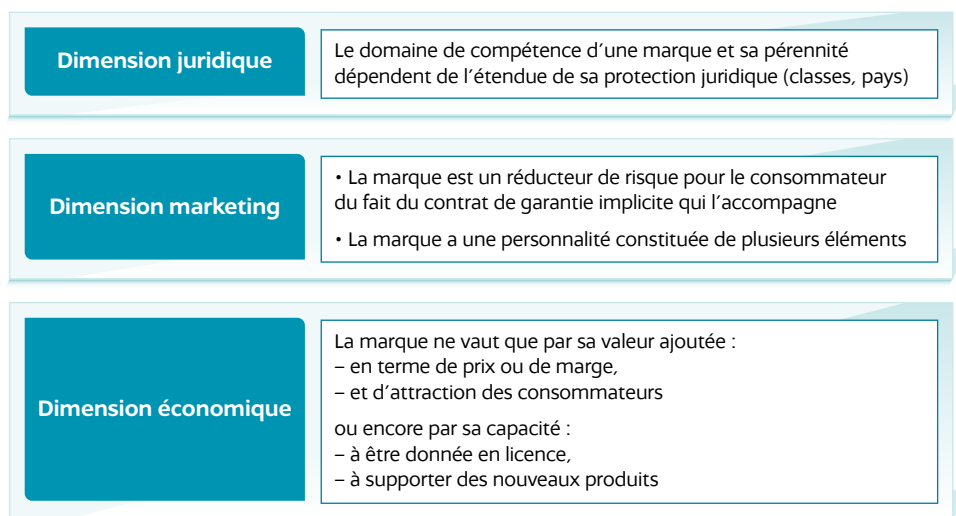 Dimension juridique
Le domaine de compétence d'une marque et sa pérennité
dépendent de l'étendue de sa protection juridique (classes, pays)
Dimension marketing
• La marque est un réducteur de risque pour le consommateur
du fait du contrat de garantie implicite qui l'accompagne
• La marque a une personnalité constituée de plusieurs éléments
Dimension économique
La marque ne vaut que par sa valeur ajoutée :
– en terme de prix ou de marge,
– et d'attraction des consommateurs
ou encore par sa capacité :
– à être donnée en licence,
– à supporter des nouveaux produits